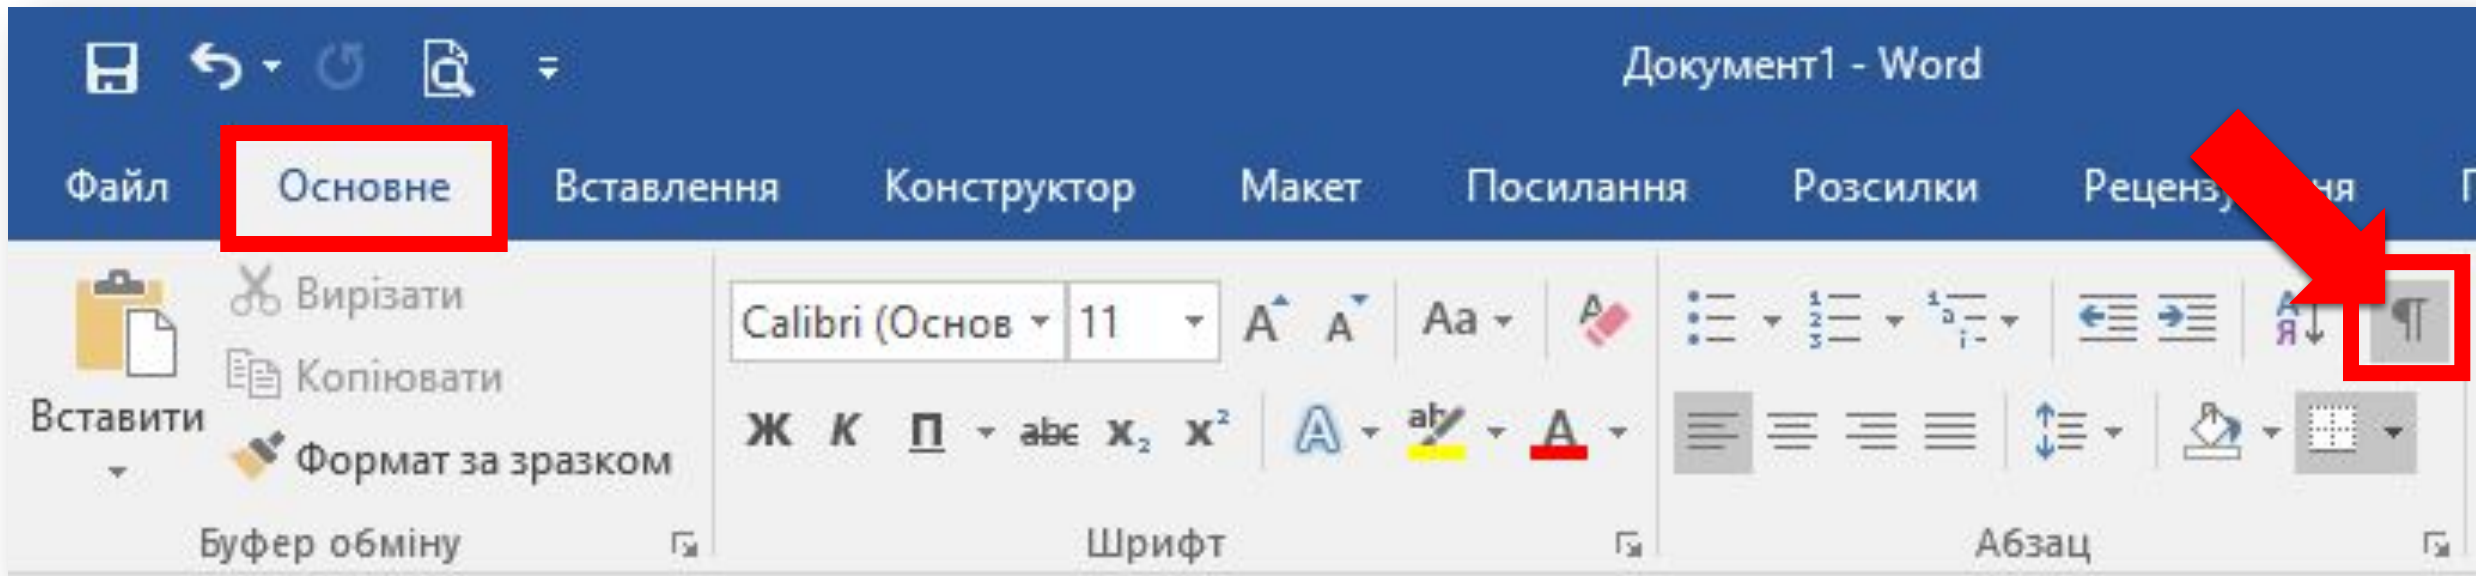 Документ1 - Word
Файл Основне Вставлення Конструктор Макет Посилання Розсилки
Вирізати
Calibri (Основ 11 Aa
Копіювати
Вставити
Ж К П abc x₂ x²
Формат за зразком
Буфер обміну Шрифт Абзац